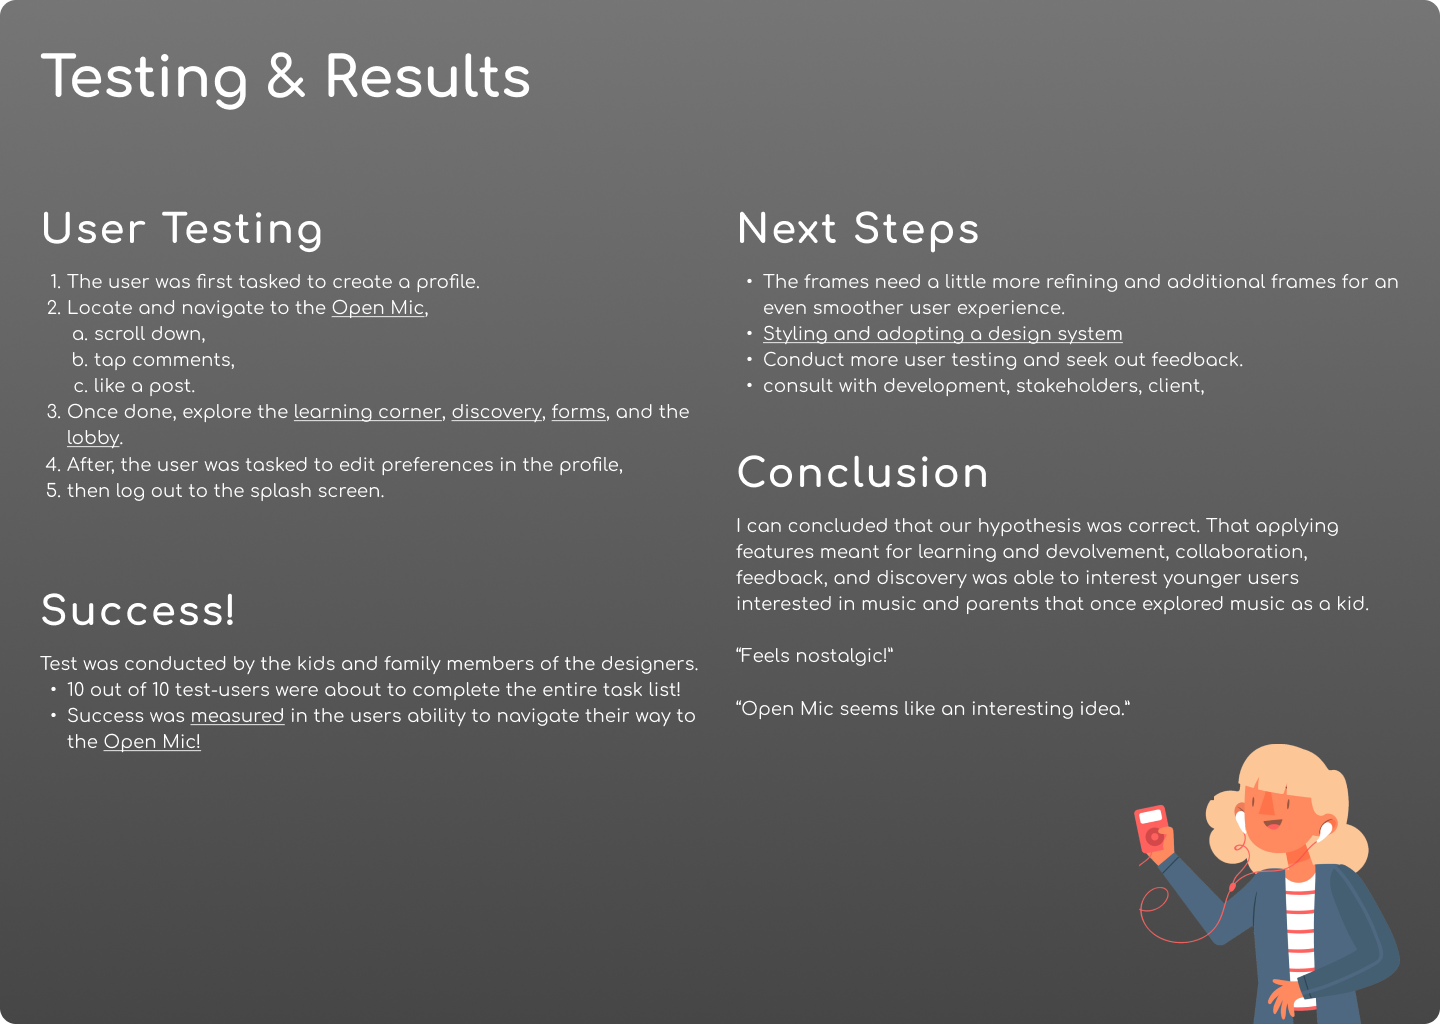 Testing & Results
User Testing
1. The user was first tasked to create a profile.
2. Locate and navigate to the Open Mic,
a. scroll down,
b. tap comments,
c. like a post.
3. Once done, explore the learning corner, discovery, forms, and the
lobby.
4. After, the user was tasked to edit preferences in the profile,
5. then log out to the splash screen.
Success!
Test was conducted by the kids and family members of the designers.
• 10 out of 10 test-users were about to complete the entire task list!
• Success was measured in the users ability to navigate their way to
the Open Mic!
Next Steps
• The frames need a little more refining and additional frames for an
even smoother user experience.
• Styling and adopting a design system
• Conduct more user testing and seek out feedback.
• consult with development, stakeholders, client,
Conclusion
I can concluded that our hypothesis was correct. That applying
features meant for learning and devolvement, collaboration,
feedback, and discovery was able to interest younger users
interested in music and parents that once explored music as a kid.
“Feels nostalgic!”
“Open Mic seems like an interesting idea.”